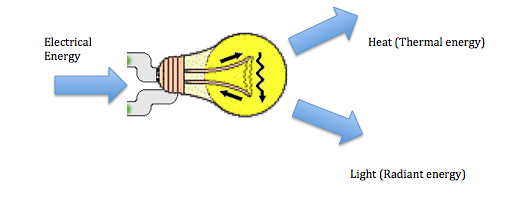 Electrical
Energy
Heat (Thermal energy)
Light (Radiant energy)